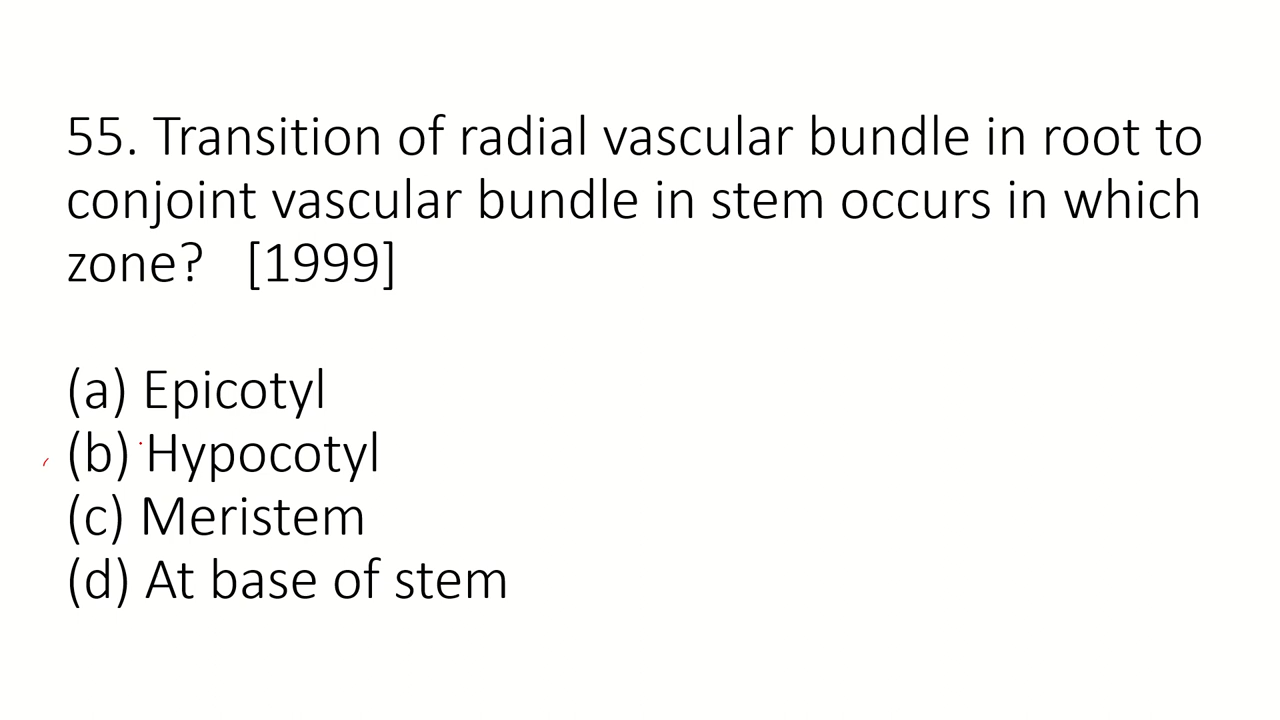 55. Transition of radial vascular bundle in root to
conjoint vascular bundle in stem occurs in which
zone? [1999]
(a) Epicotyl
(b) Hypocotyl
(c) Meristem
(d) At base of stem